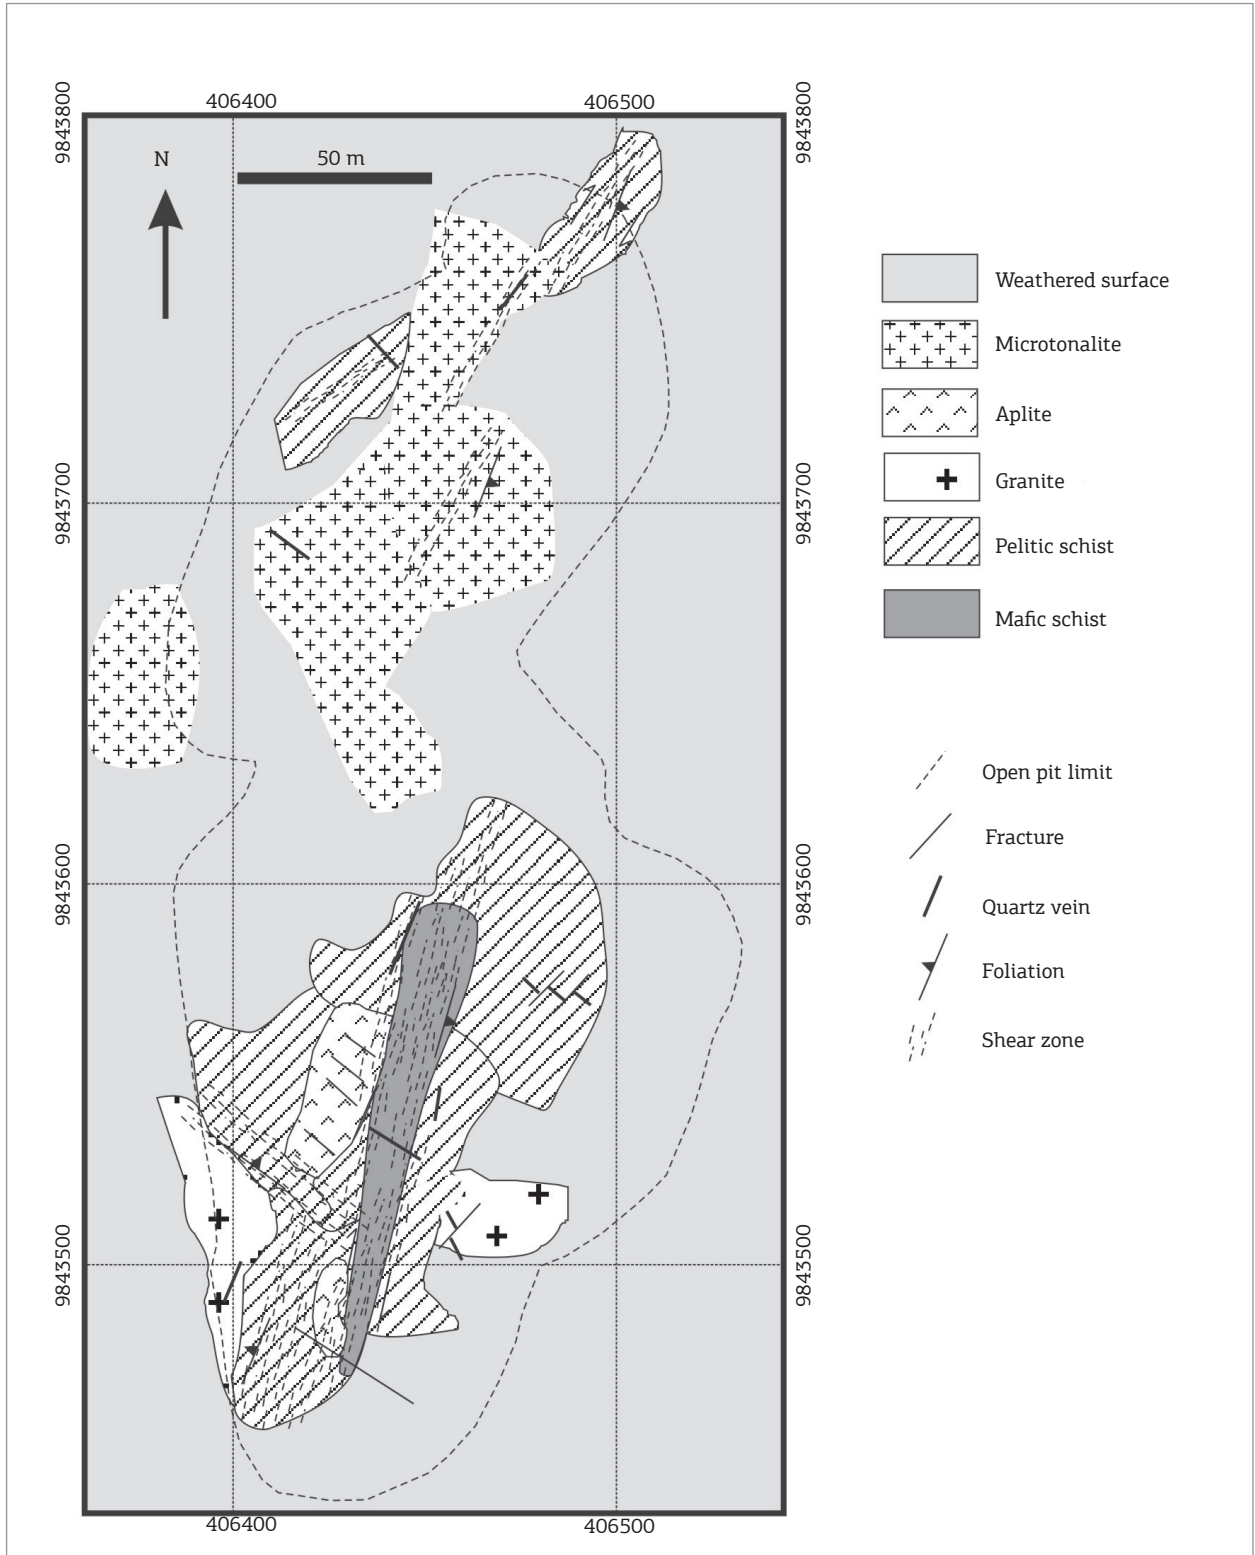 406400
406500
9843800
9843800
N
50 m
Weathered surface
Microtonalite
Aplite
Granite
Pelitic schist
Mafic schist
9843700
9843700
Open pit limit
Fracture
9843600
9843600
Quartz vein
Foliation
Shear zone
9843500
9843500
406400
406500